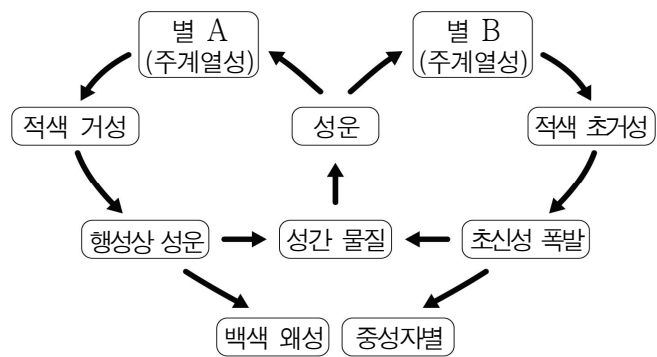 별 A
(주계열성)
별 B
(주계열성)
적색 거성
성운
적색 초거성
행성상 성운
성간 물질
초신성 폭발
백색 왜성
중성자별